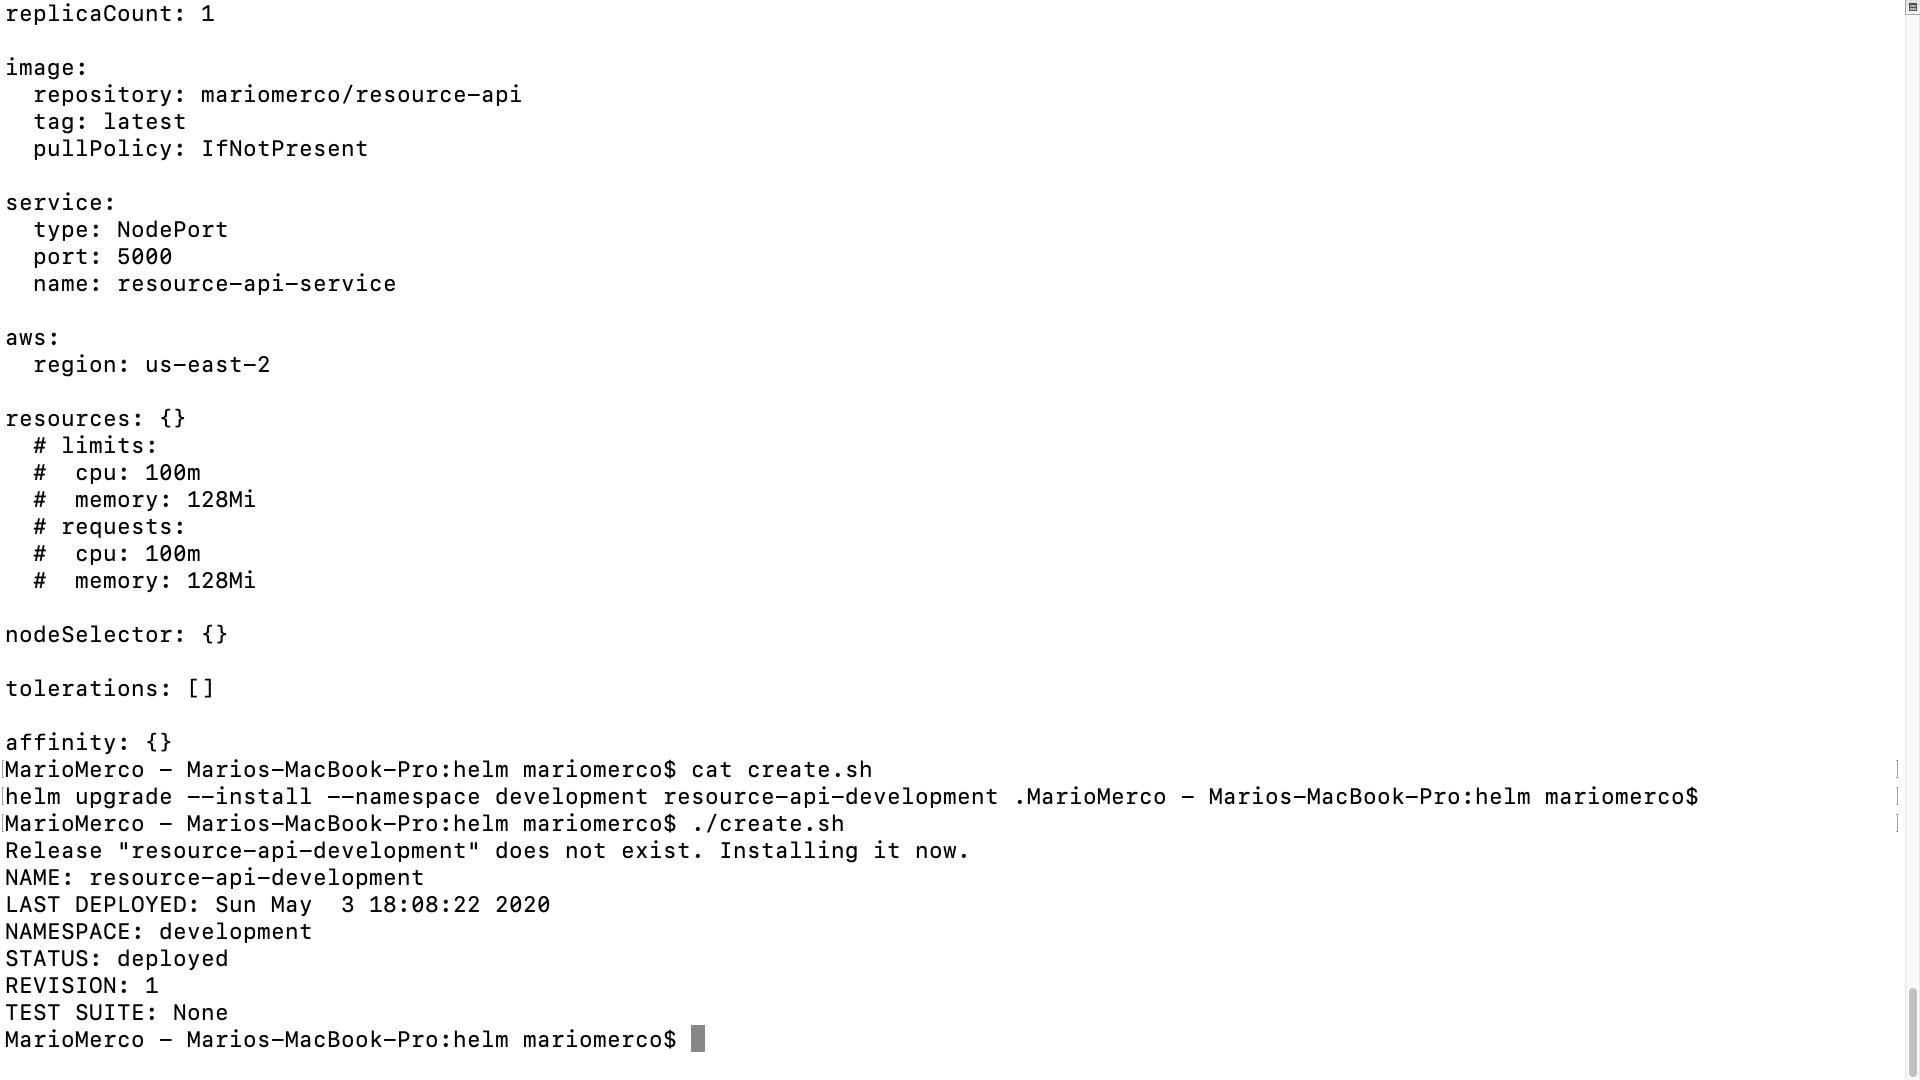 replicaCount: 1
image:
  repository: mariomerco/resource-api
  tag: latest
  pullPolicy: IfNotPresent
service:
  type: NodePort
  port: 5000
  name: resource-api-service
aws:
  region: us-east-2
resources: {}
  # limits:
  #  cpu: 100m
  #  memory: 128Mi
  # requests:
  #  cpu: 100m
  #  memory: 128Mi
nodeSelector: {}
tolerations: []
affinity: {}
MarioMerco - Marios-MacBook-Pro:helm mariomerco$ cat create.sh
helm upgrade --install --namespace development resource-api-development .MarioMerco - Marios-MacBook-Pro:helm mariomerco$
MarioMerco - Marios-MacBook-Pro:helm mariomerco$ ./create.sh
Release "resource-api-development" does not exist. Installing it now.
NAME: resource-api-development
LAST DEPLOYED: Sun May  3 18:08:22 2020
NAMESPACE: development
STATUS: deployed
REVISION: 1
TEST SUITE: None
MarioMerco - Marios-MacBook-Pro:helm mariomerco$